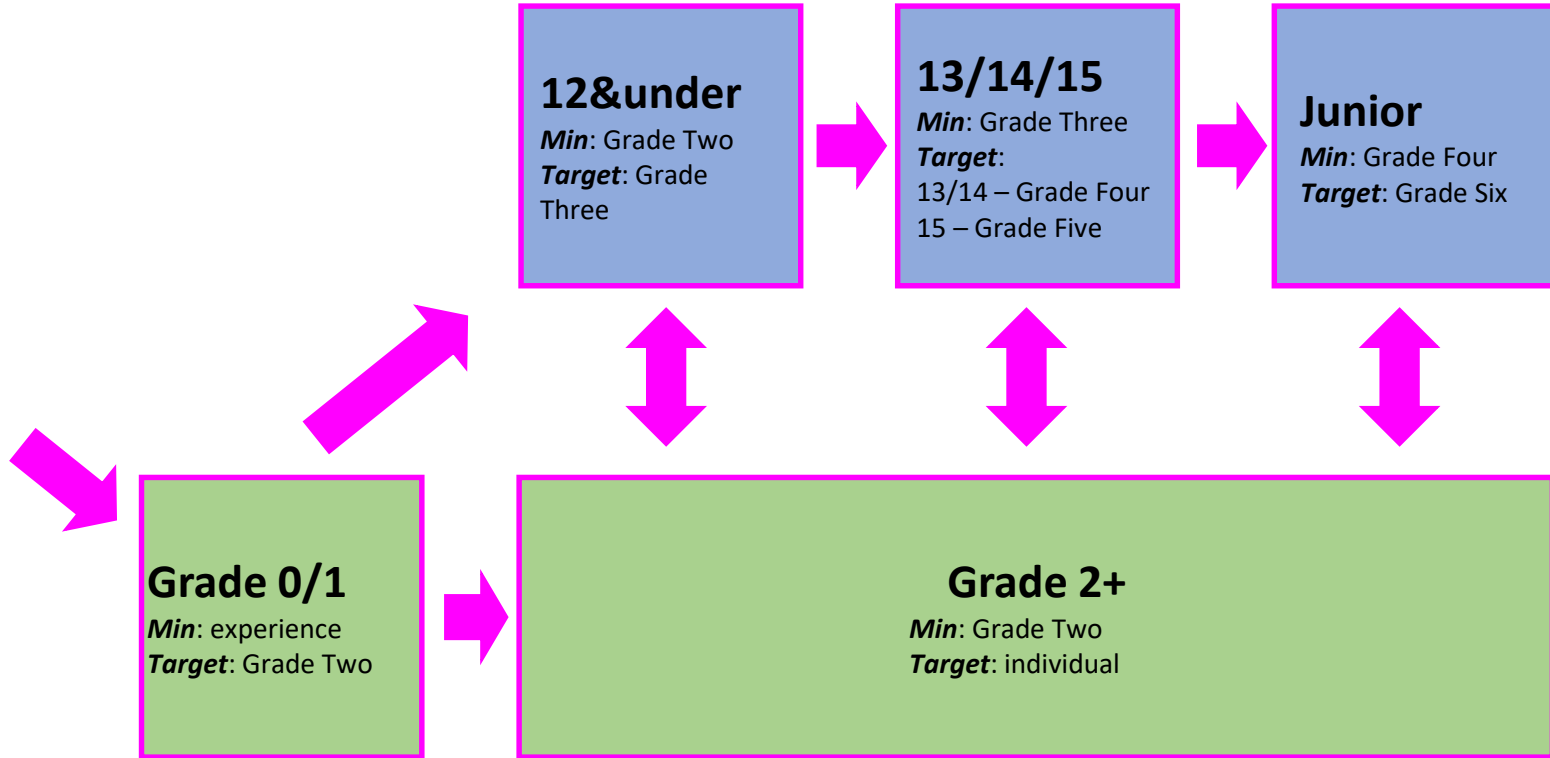 12&under
Min: Grade Two
Target: Grade
Three
13/14/15
Min: Grade Three
Target:
13/14 – Grade Four
15 – Grade Five
Junior
Min: Grade Four
Target: Grade Six
Grade 0/1
Min: experience
Target: Grade Two
Grade 2+
Min: Grade Two
Target: individual